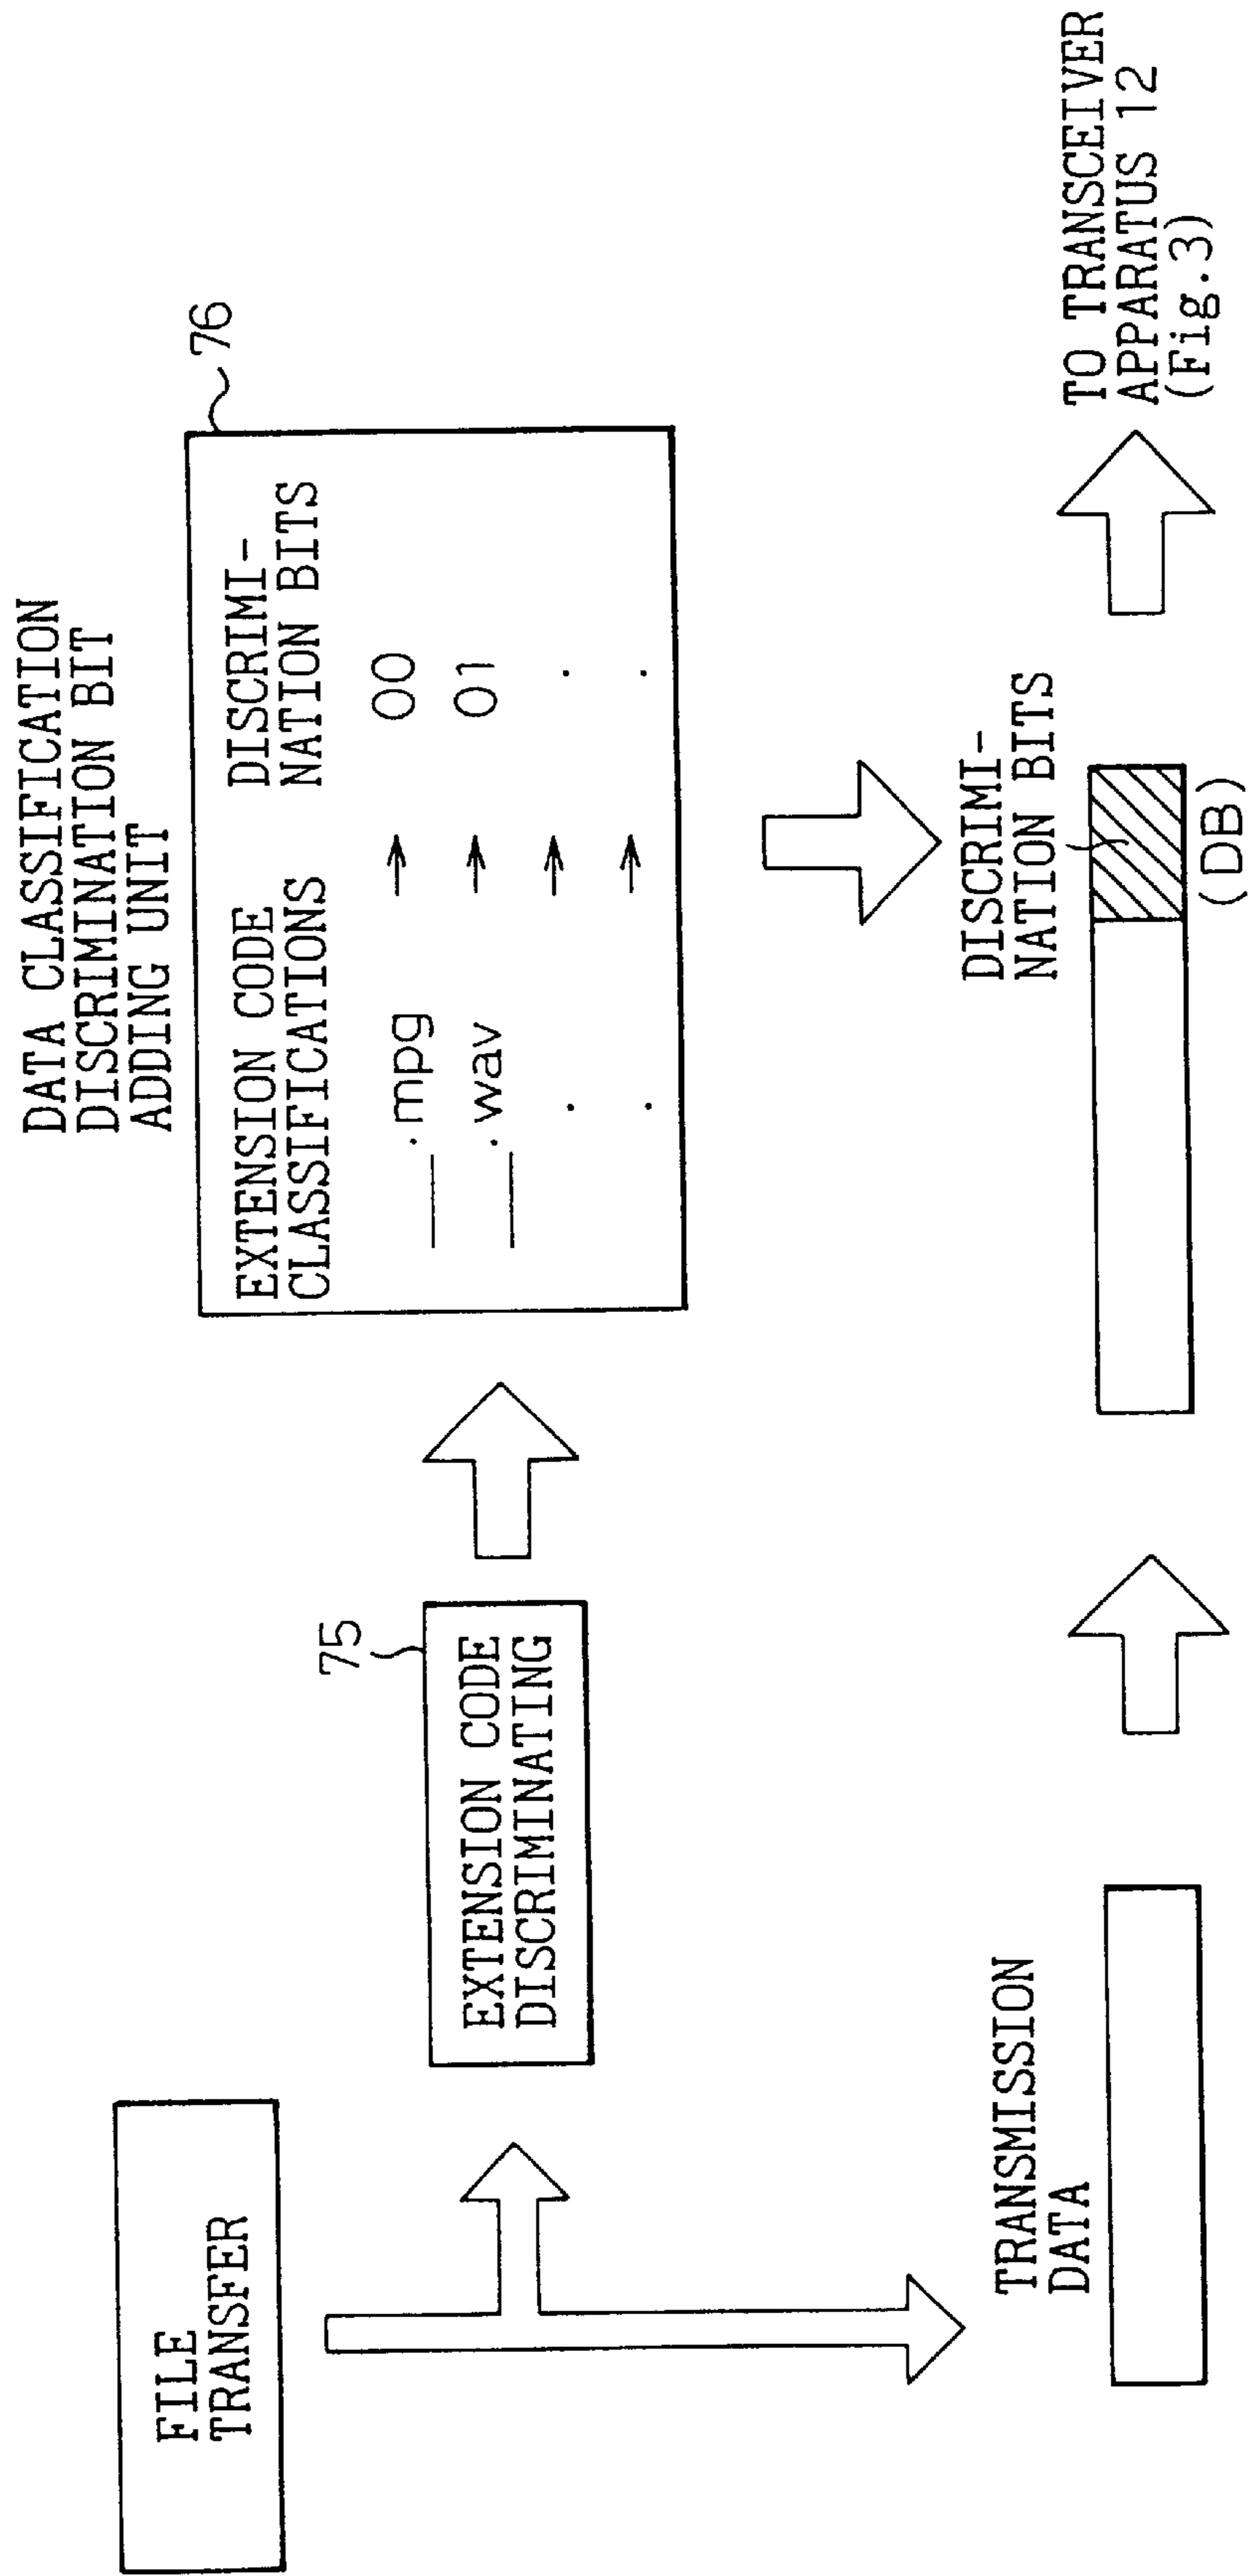 DATA CLASSIFICATION
DISCRIMINATION BIT
ADDING UNIT
76
FILE
TRANSFER
75
EXTENSION CODE
DISCRIMINATING
EXTENSION CODE
CLASSIFICATIONS
DISCRIMI-
NATION BITS
.mpg → 00
.wav → 01
. → .
. → .
TRANSMISSION
DATA
DISCRIMI-
NATION BITS
(DB)
TO TRANSCEIVER
APPARATUS 12
(Fig.3)